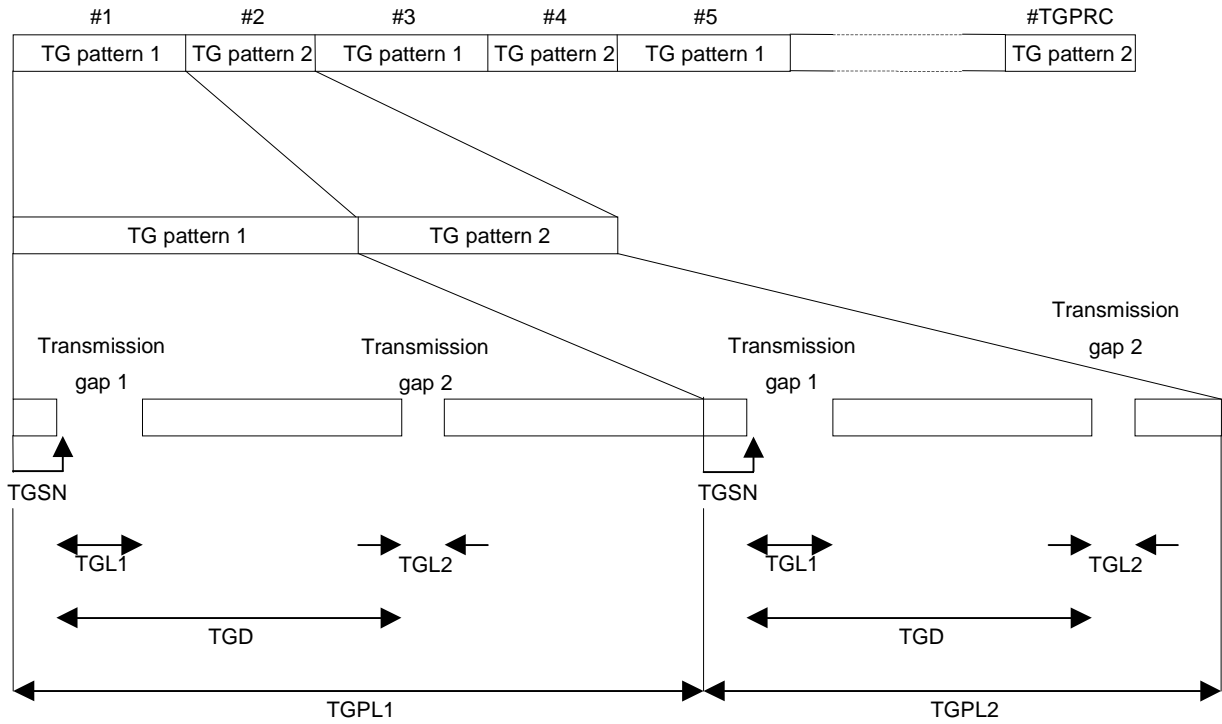 #1 #2 #3 #4 #5 #TGPRC
TG pattern 1 TG pattern 2 TG pattern 1 TG pattern 2 TG pattern 1 TG pattern 2
TG pattern 1 TG pattern 2
Transmission
gap 1
Transmission
gap 2
Transmission
gap 1
Transmission
gap 2
TGSN TGSN
TGL1 TGL2 TGL1 TGL2
TGD TGD
TGPL1 TGPL2